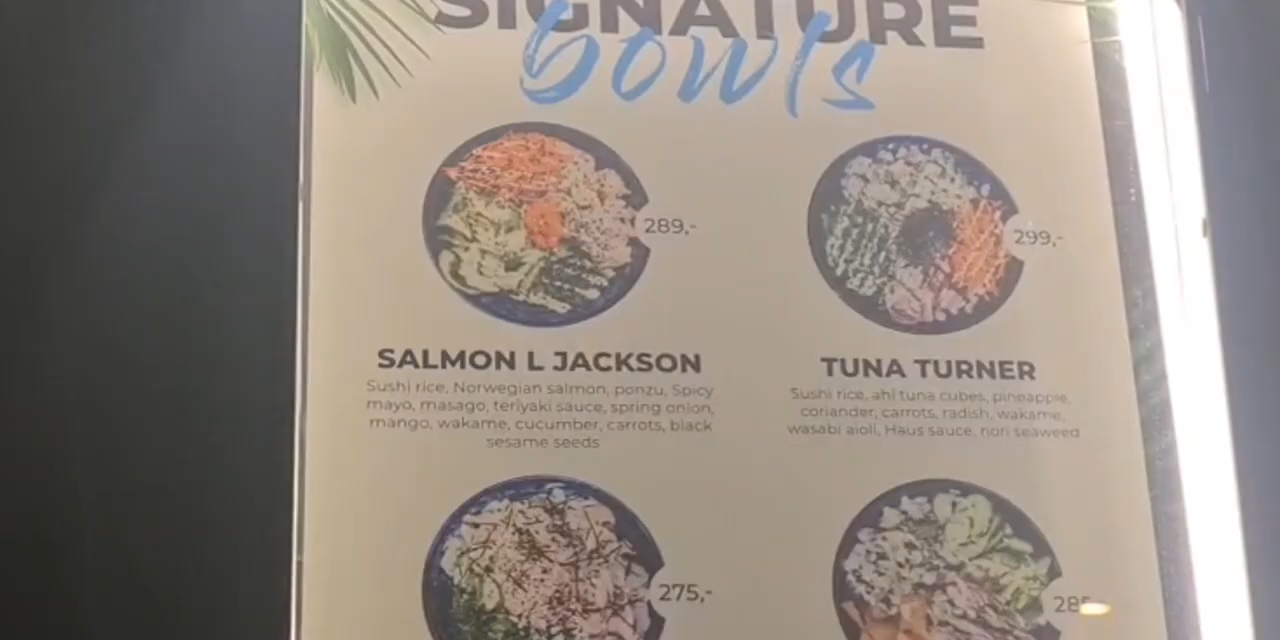 SIGNATURE
bowls
289,-
299,-
SALMON L JACKSON
Sushi rice, Norwegian salmon, ponzu, Spicy
mayo, masago, teriyaki sauce, spring onion,
mango, wakame, cucumber, carrots, black
sesame seeds
TUNA TURNER
Sushi rice, ahi tuna cubes, pineapple,
coriander, carrots, radish, wakame,
wasabi aioli, Haus sauce, nori seaweed
275,-